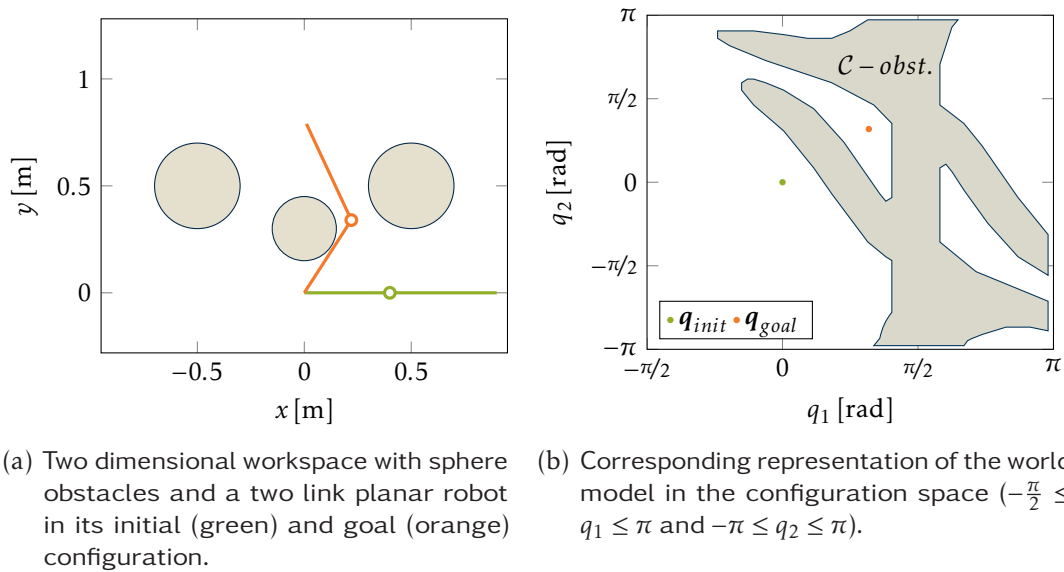 1
0.5
0
y [m]
−0.5
0
0.5
x [m]
π
π/2
0
−π/2
−π
q2 [rad]
C − obst.
q_init q_goal
−π/2
0
π/2
π
q1 [rad]
(a) Two dimensional workspace with sphere
obstacles and a two link planar robot
in its initial (green) and goal (orange)
configuration.
(b) Corresponding representation of the world
model in the configuration space (−π/2 ≤
q1 ≤ π and −π ≤ q2 ≤ π).